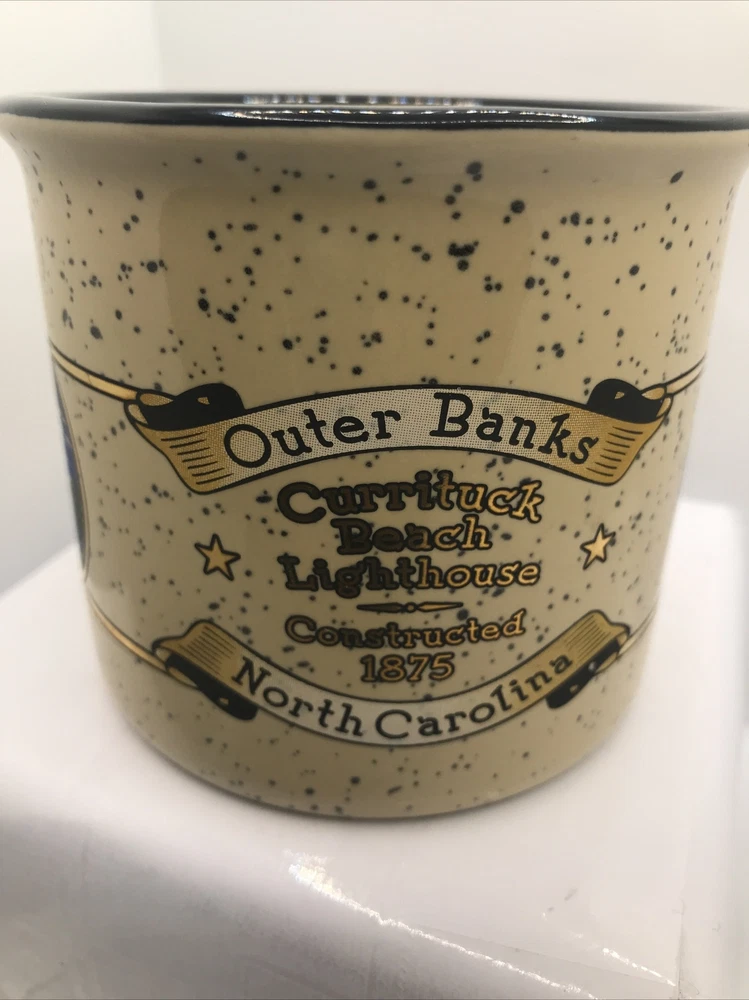 Outer Banks
Currituck
Beach
Lighthouse
Constructed
1875
North Carolina